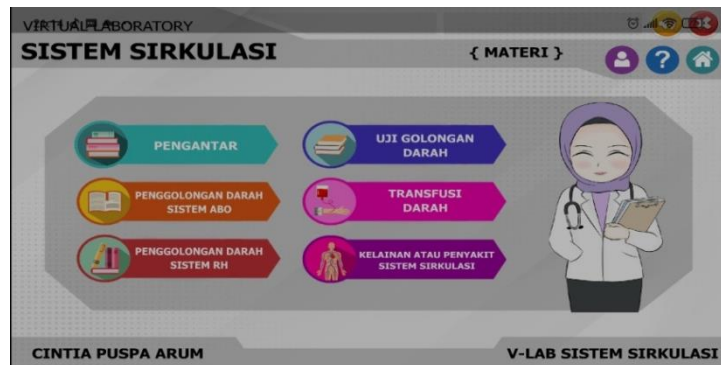 VIRTUAL LABORATORY
SISTEM SIRKULASI
{ MATERI }
PENGANTAR
UJI GOLONGAN
DARAH
PENGGOLONGAN DARAH
SISTEM ABO
TRANSFUSI
DARAH
PENGGOLONGAN DARAH
SISTEM RH
KELAINAN ATAU PENYAKIT
SISTEM SIRKULASI
CINTIA PUSPA ARUM
V-LAB SISTEM SIRKULASI